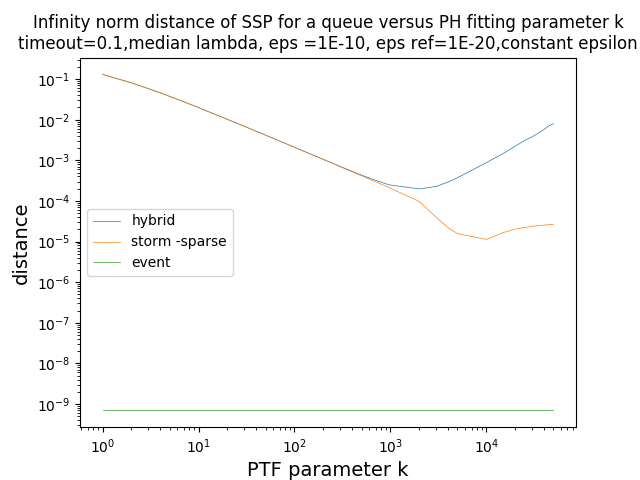 Infinity norm distance of SSP for a queue versus PH fitting parameter k
timeout=0.1,median lambda, eps =1E-10, eps ref=1E-20,constant epsilon
distance
10⁻¹
10⁻²
10⁻³
10⁻⁴
10⁻⁵
10⁻⁶
10⁻⁷
10⁻⁸
10⁻⁹
hybrid
storm -sparse
event
10⁰ 10¹ 10² 10³ 10⁴
PTF parameter k